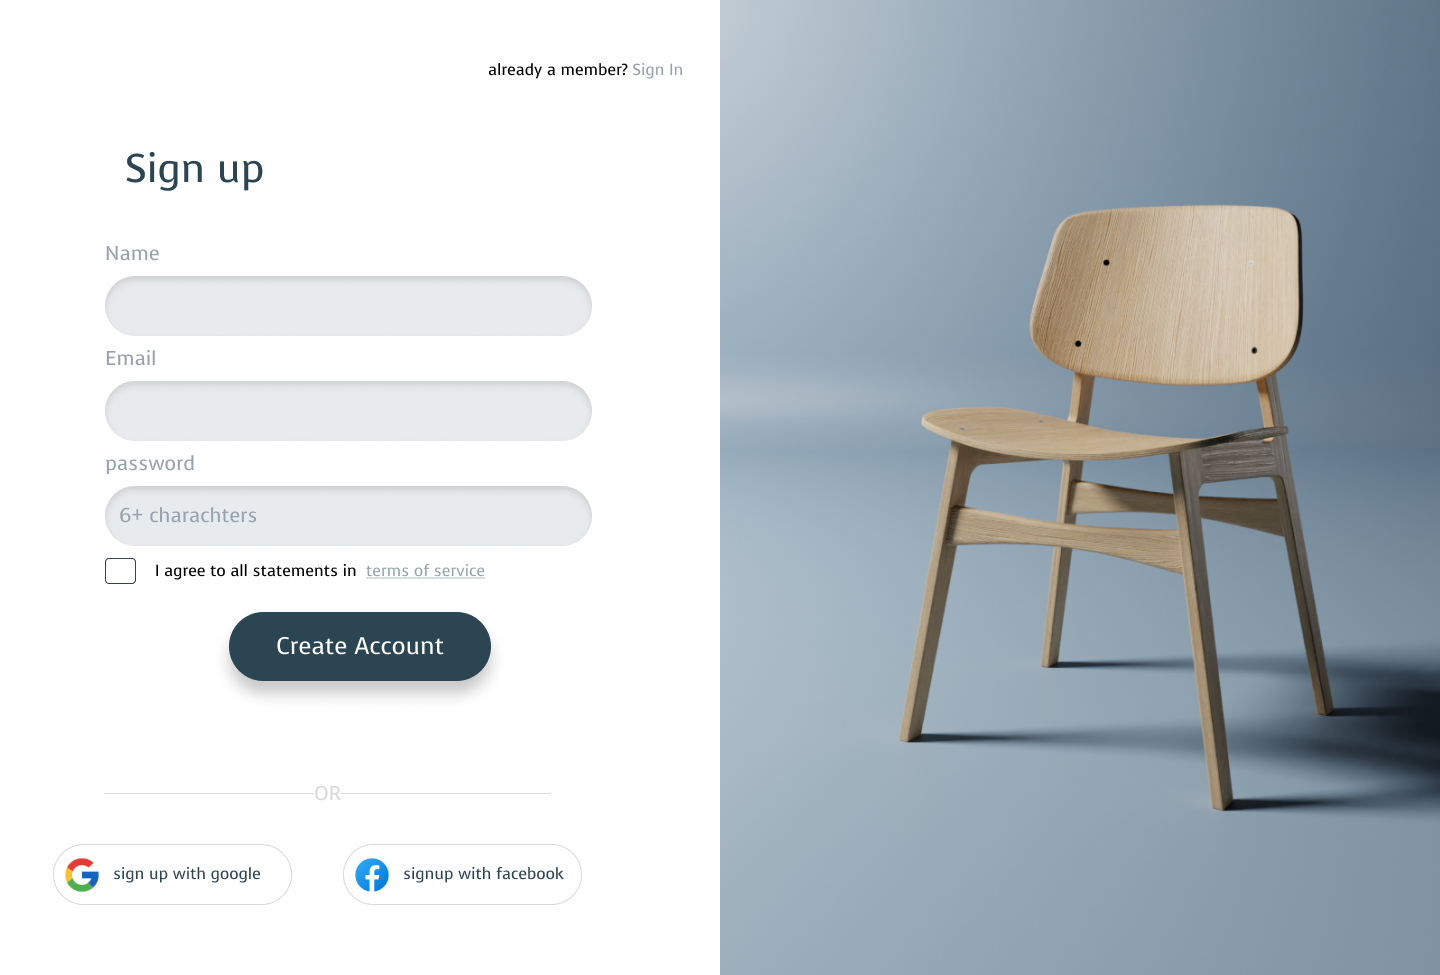 already a member? Sign In
Sign up
Name
Email
password
6+ charachters
I agree to all statements in terms of service
Create Account
OR
sign up with google
signup with facebook